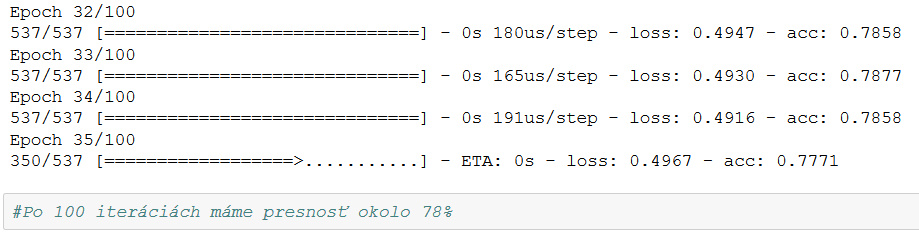 Epoch 32/100
537/537 [==============================] - 0s 180us/step - loss: 0.4947 - acc: 0.7858
Epoch 33/100
537/537 [==============================] - 0s 165us/step - loss: 0.4930 - acc: 0.7877
Epoch 34/100
537/537 [==============================] - 0s 191us/step - loss: 0.4916 - acc: 0.7858
Epoch 35/100
350/537 [==================>...........] - ETA: 0s - loss: 0.4967 - acc: 0.7771
#Po 100 iteráciách máme presnosť okolo 78%